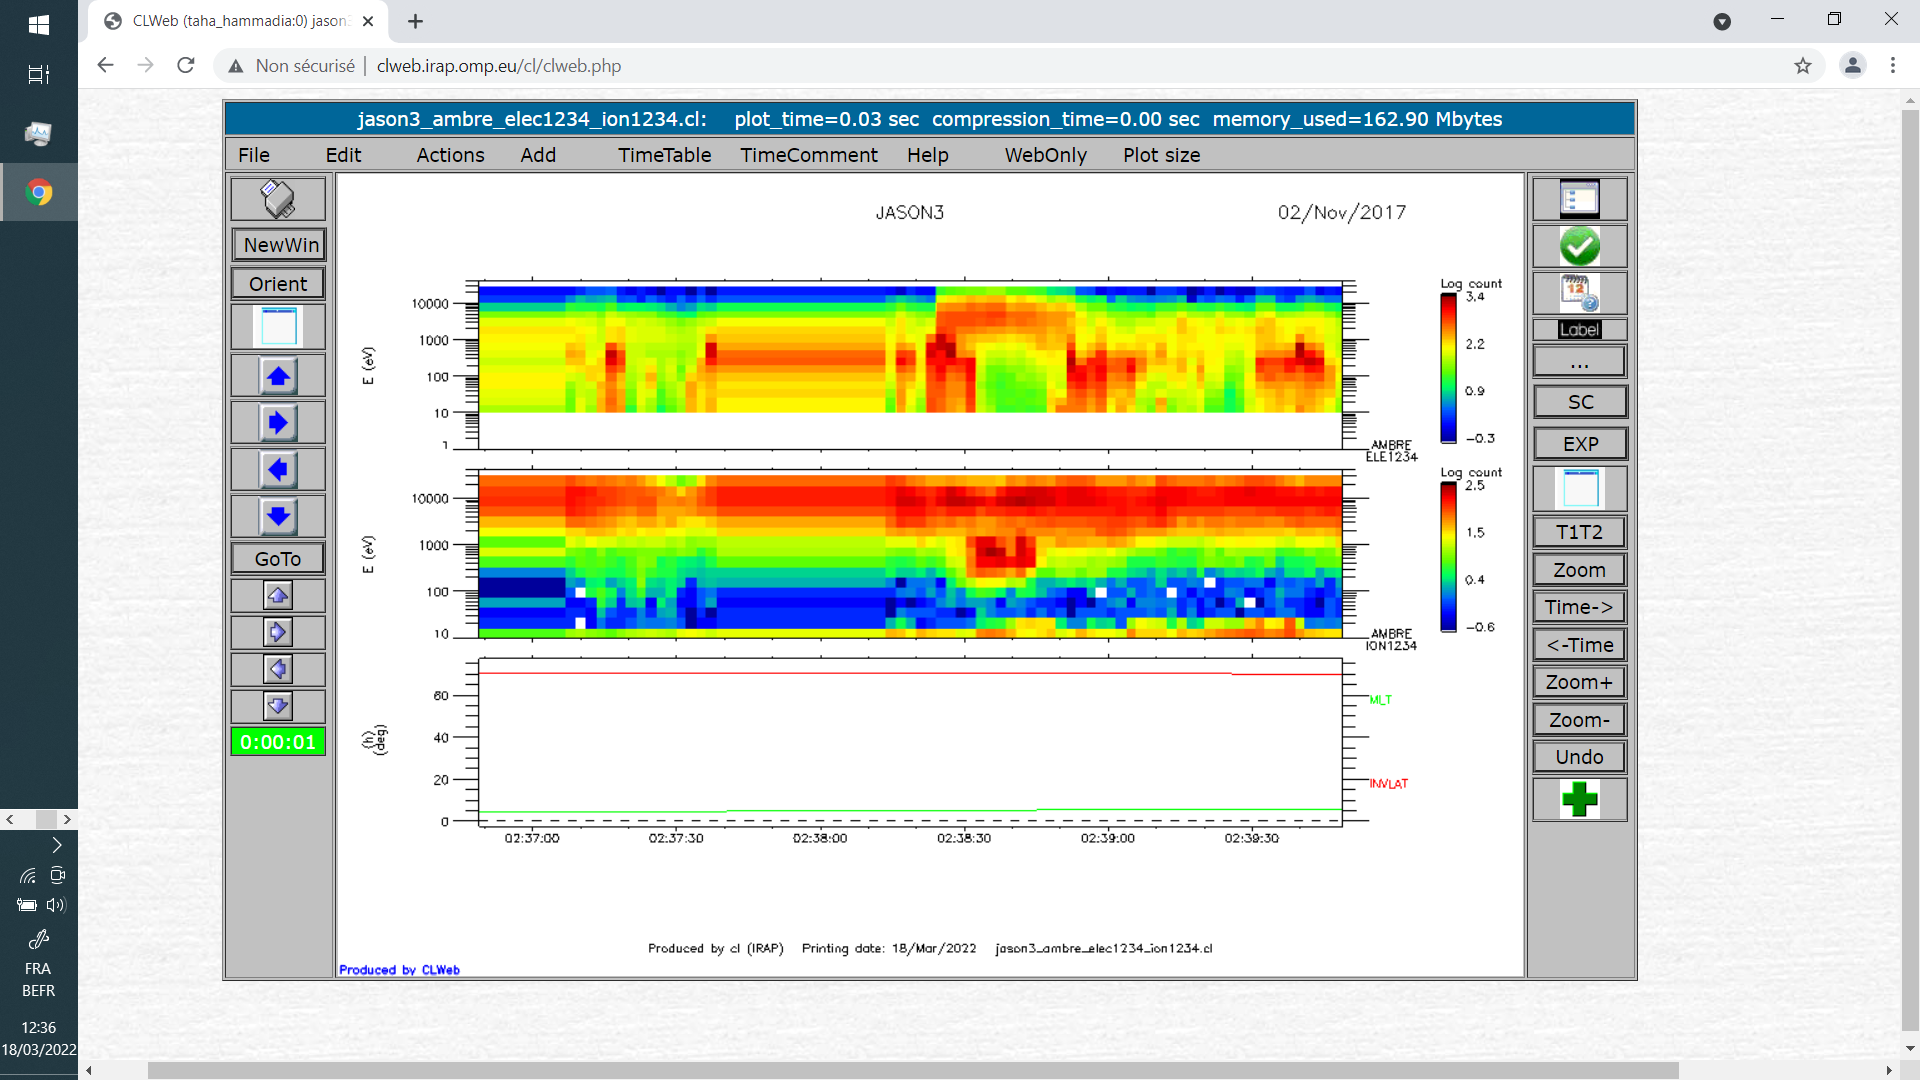 CLWeb (taha_hammadia:0) jason3
Non sécurisé | clweb.irap.omp.eu/cl/clweb.php
jason3_ambre_elec1234_ion1234.cl: plot_time=0.03 sec compression_time=0.00 sec memory_used=162.90 Mbytes
File Edit Actions Add TimeTable TimeComment Help WebOnly Plot size
NewWin
Orient
GoTo
0:00:01
JASON3 02/Nov/2017
Log count
3.4
2.2
0.9
-0.3
10000
1000
100
10
1
E (eV)
AMBRE
ELE1234
Log count
2.5
1.5
0.4
-0.6
10000
1000
100
10
E (eV)
AMBRE
ION1234
60
40
20
0
(h)
(deg)
MLT
INVLAT
02:37:00 02:37:30 02:38:00 02:38:30 02:39:00 02:39:30
Produced by cl (IRAP) Printing date: 18/Mar/2022 jason3_ambre_elec1234_ion1234.cl
Produced by CLWeb
12
Label
...
SC
EXP
T1T2
Zoom
Time->
<-Time
Zoom+
Zoom-
Undo
FRA
BEFR
12:36
18/03/2022